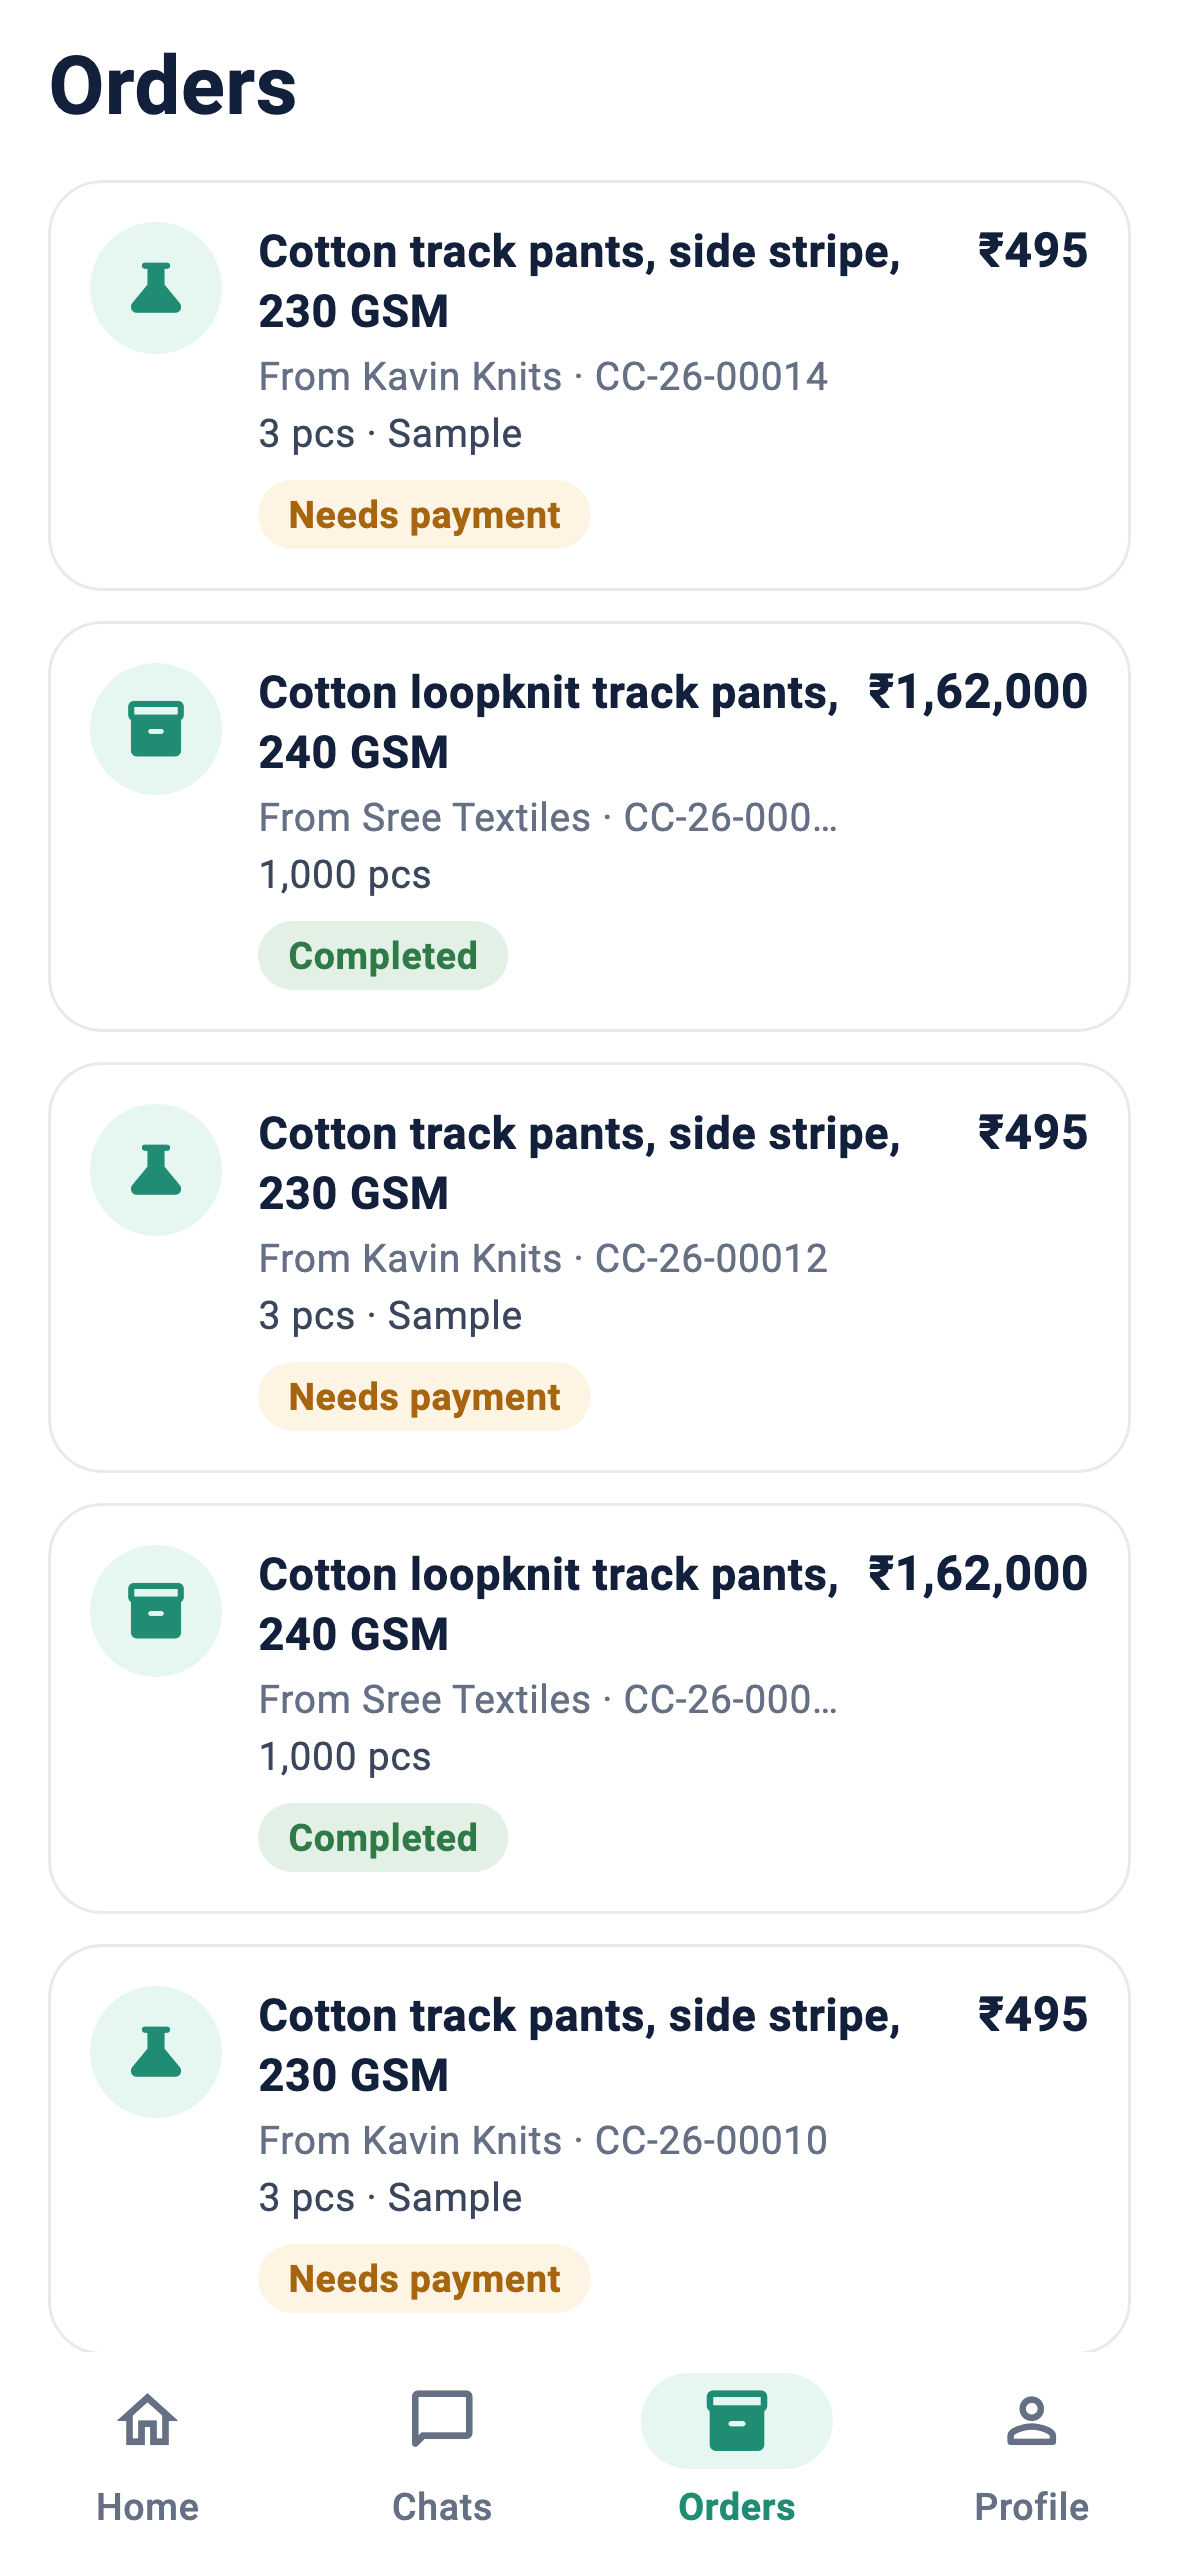 Orders
Cotton track pants, side stripe, ₹495
230 GSM
From Kavin Knits · CC-26-00014
3 pcs · Sample
Needs payment
Cotton loopknit track pants, ₹1,62,000
240 GSM
From Sree Textiles · CC-26-000…
1,000 pcs
Completed
Cotton track pants, side stripe, ₹495
230 GSM
From Kavin Knits · CC-26-00012
3 pcs · Sample
Needs payment
Cotton loopknit track pants, ₹1,62,000
240 GSM
From Sree Textiles · CC-26-000…
1,000 pcs
Completed
Cotton track pants, side stripe, ₹495
230 GSM
From Kavin Knits · CC-26-00010
3 pcs · Sample
Needs payment
Home Chats Orders Profile